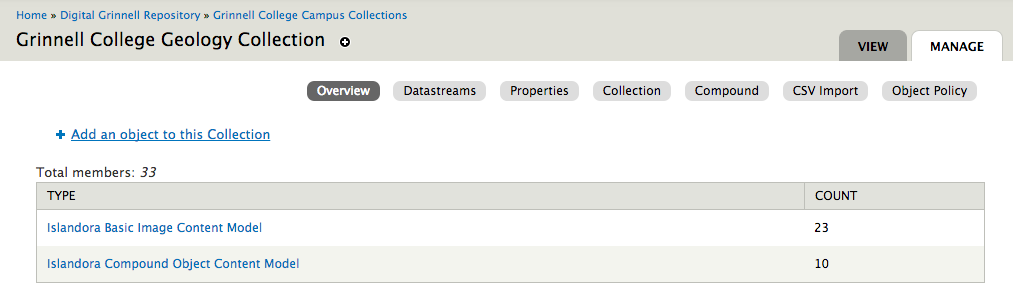 Home » Digital Grinnell Repository » Grinnell College Campus Collections
Grinnell College Geology Collection
VIEW MANAGE
Overview Datastreams Properties Collection Compound CSV Import Object Policy
Add an object to this Collection
Total members: 33
TYPE COUNT
Islandora Basic Image Content Model 23
Islandora Compound Object Content Model 10